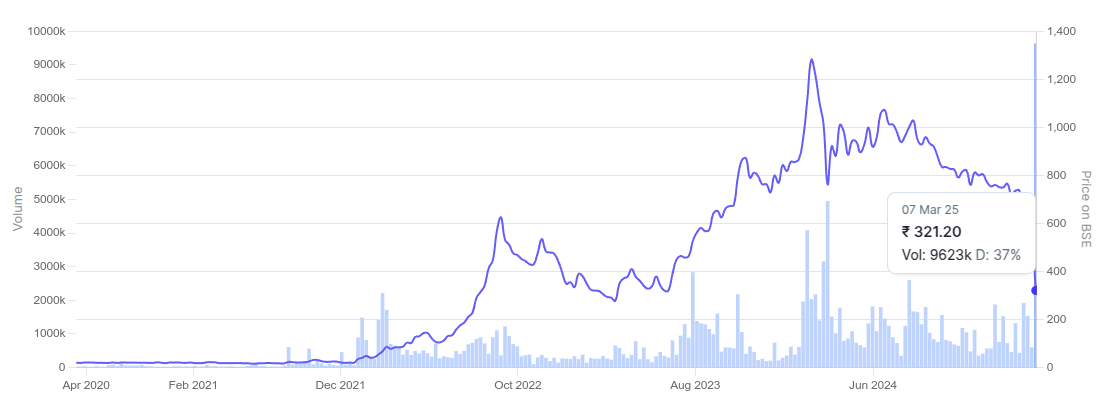 10000k
9000k
8000k
7000k
6000k
5000k
4000k
3000k
2000k
1000k
0
Volume
1,400
1,200
1,000
800
600
400
200
0
Price on BSE
07 Mar 25
₹ 321.20
Vol: 9623k D: 37%
Apr 2020 Feb 2021 Dec 2021 Oct 2022 Aug 2023 Jun 2024